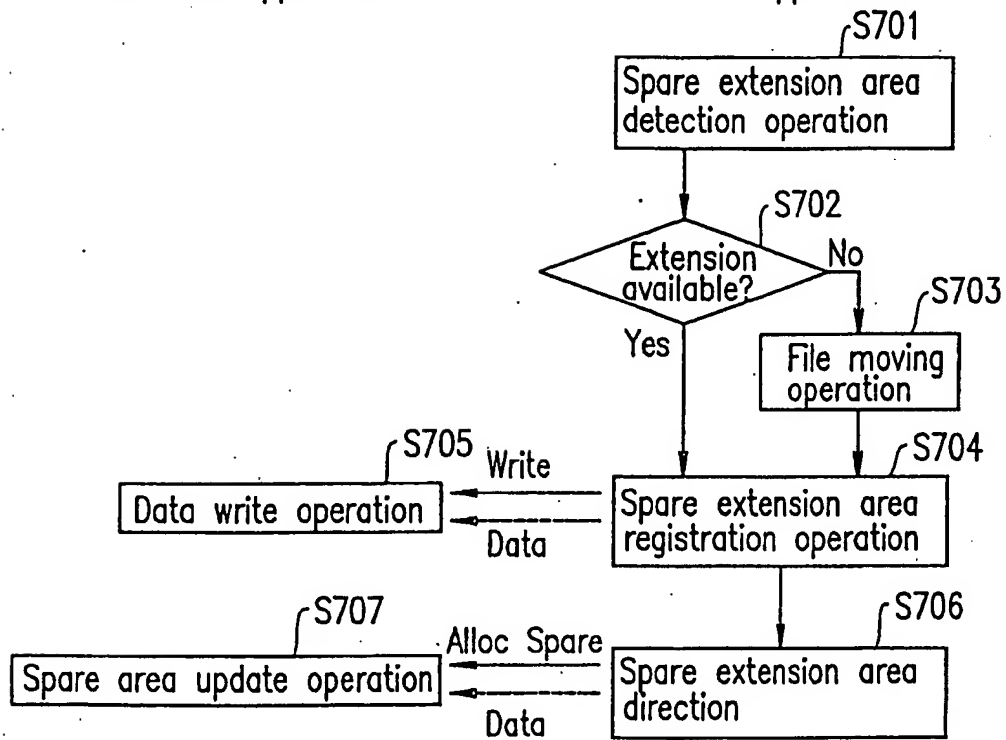 S701
Spare extension area
detection operation
S702
Extension
available?
No
Yes
S703
File moving
operation
S704
Spare extension area
registration operation
S705
Write
Data write operation
Data
S706
Spare extension area
direction
S707
Alloc Spare
Spare area update operation
Data